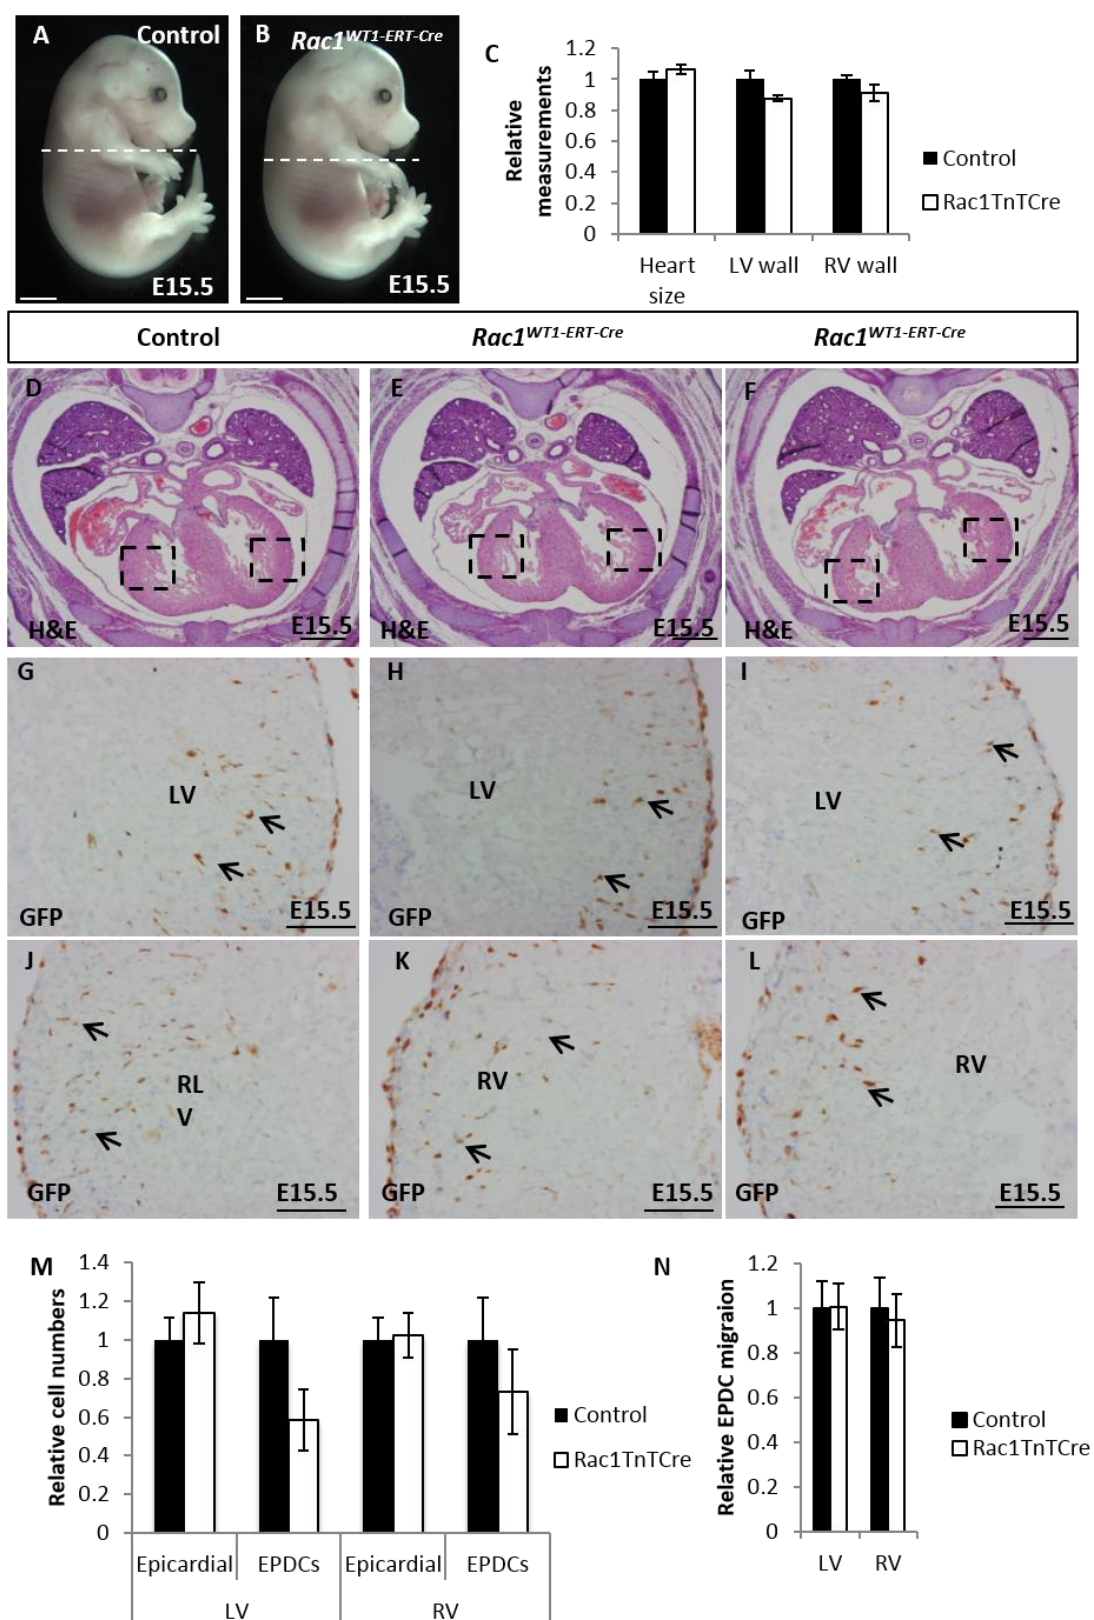 A
Control
B
Rac1WT1-ERT-Cre
E15.5
E15.5
C
Relative
measurements
1.2
1
0.8
0.6
0.4
0.2
0
Heart
size
LV wall
RV wall
Control
Rac1TnTCre
Control
Rac1WT1-ERT-Cre
Rac1WT1-ERT-Cre
D
H&E
E15.5
E
H&E
E15.5
F
H&E
E15.5
G
LV
GFP
E15.5
H
LV
GFP
E15.5
I
LV
GFP
E15.5
J
RL
V
GFP
E15.5
K
RV
GFP
E15.5
L
RV
GFP
E15.5
M
Relative cell numbers
1.4
1.2
1
0.8
0.6
0.4
0.2
0
Epicardial
EPDCs
Epicardial
EPDCs
LV
RV
Control
Rac1TnTCre
N
Relative EPDC migraion
1.2
1
0.8
0.6
0.4
0.2
0
LV
RV
Control
Rac1TnTCre